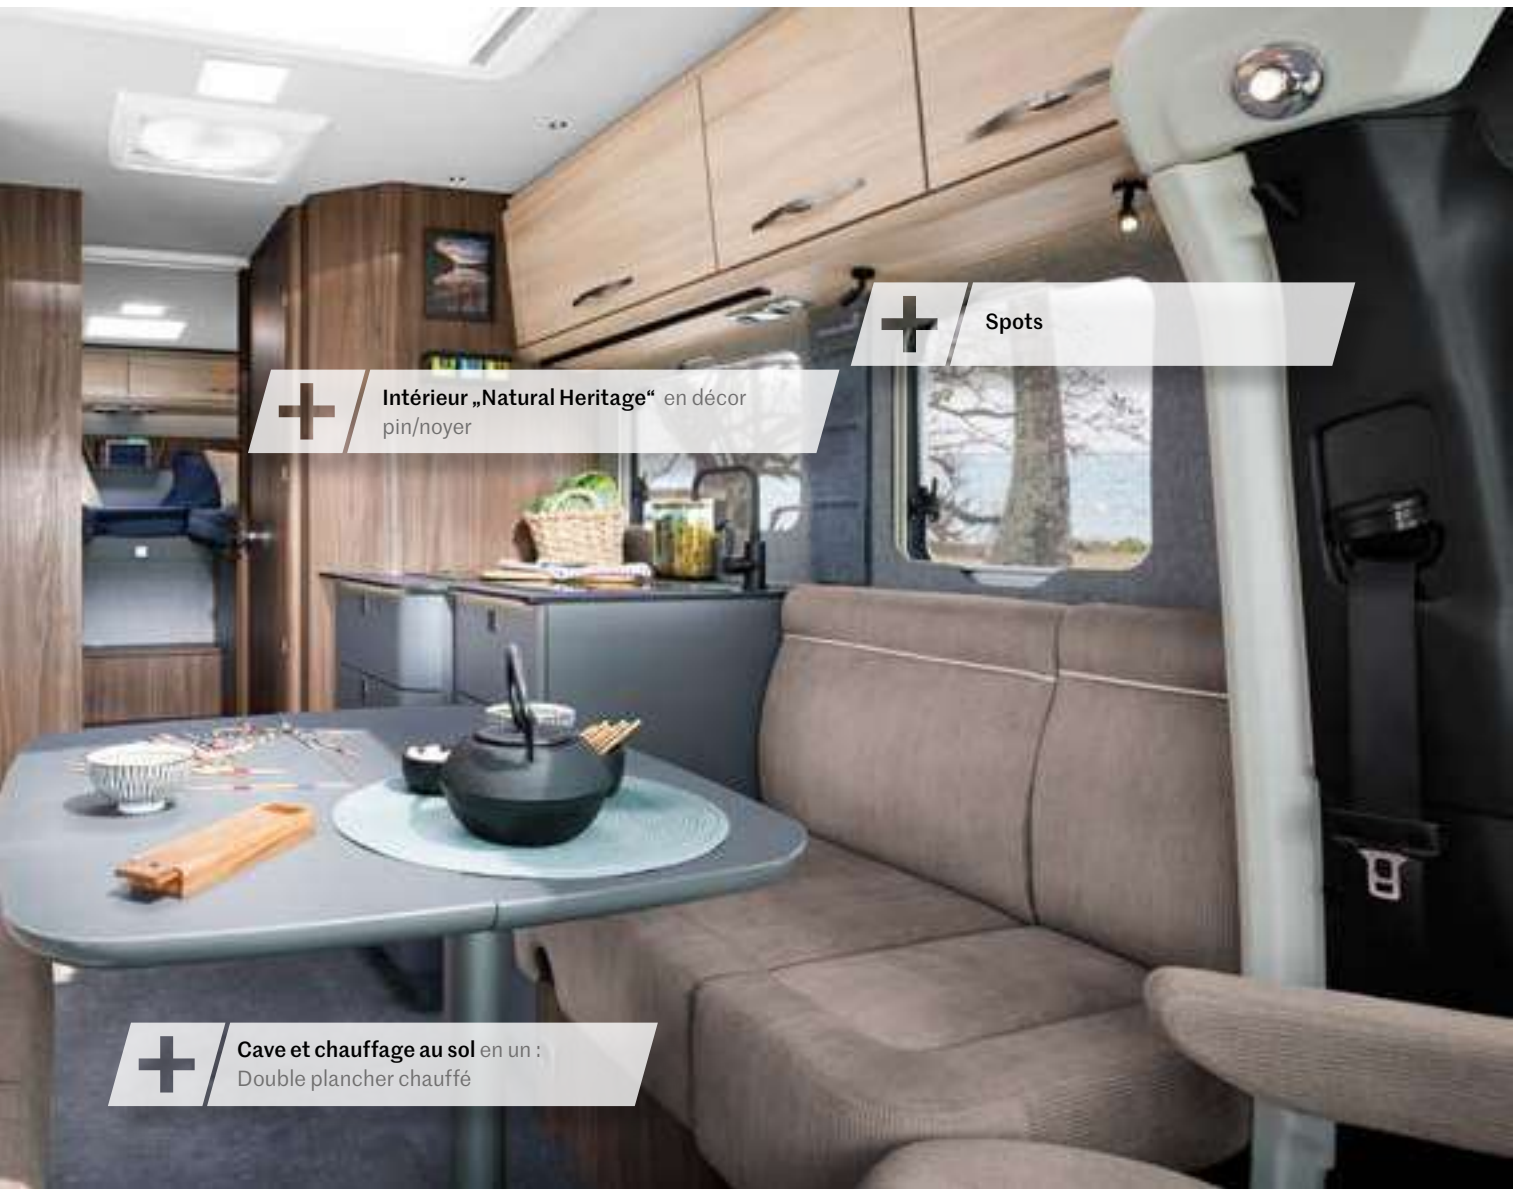 Spots
Intérieur „Natural Heritage“ en décor
pin/noyer
Cave et chauffage au sol en un :
Double plancher chauffé